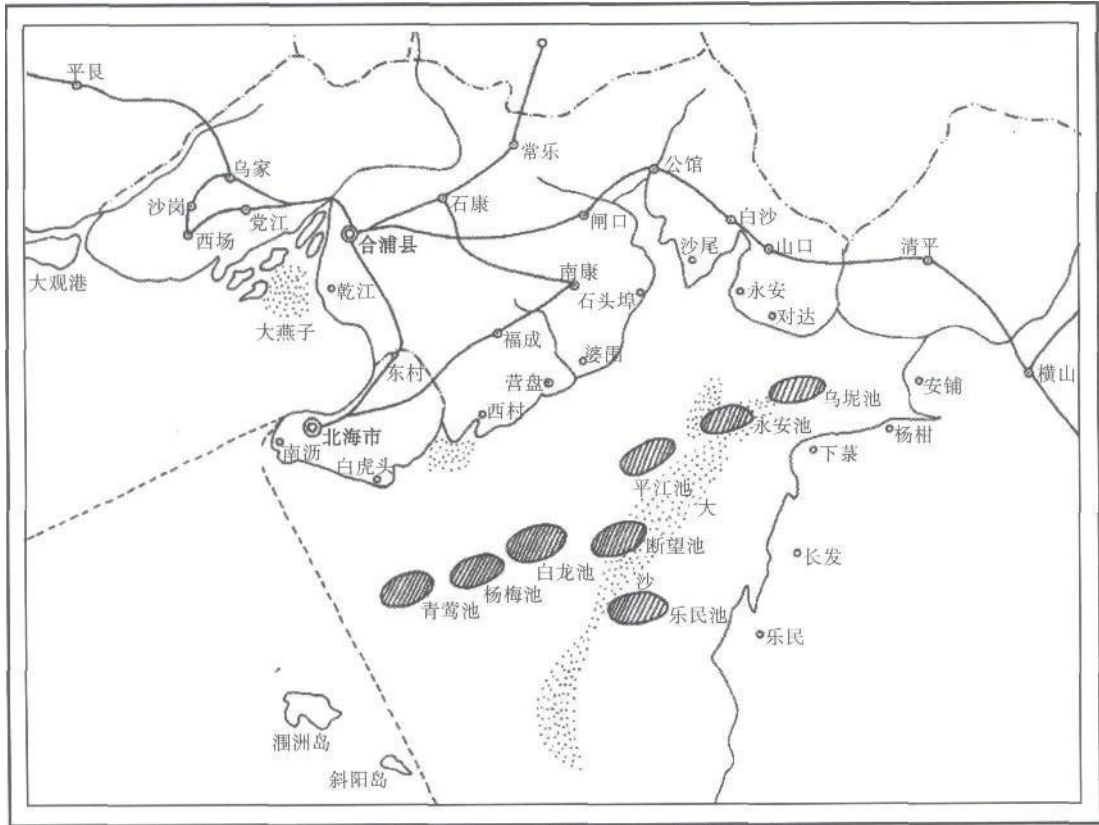 平艮
常乐
公馆
乌家
石康
白沙
沙岗
党江
闸口
山口
西场
合浦县
沙尾
清平
大观港
乾江
南康
石头埠
永安
对达
大燕子
福成
婆围
东村
营盘
安铺
横山
西村
乌坭池
北海市
永安池
杨柑
南沥
白虎头
下菉
平江池
大
断望池
长发
白龙池
沙
杨梅池
青莺池
乐民池
乐民
涠洲岛
斜阳岛